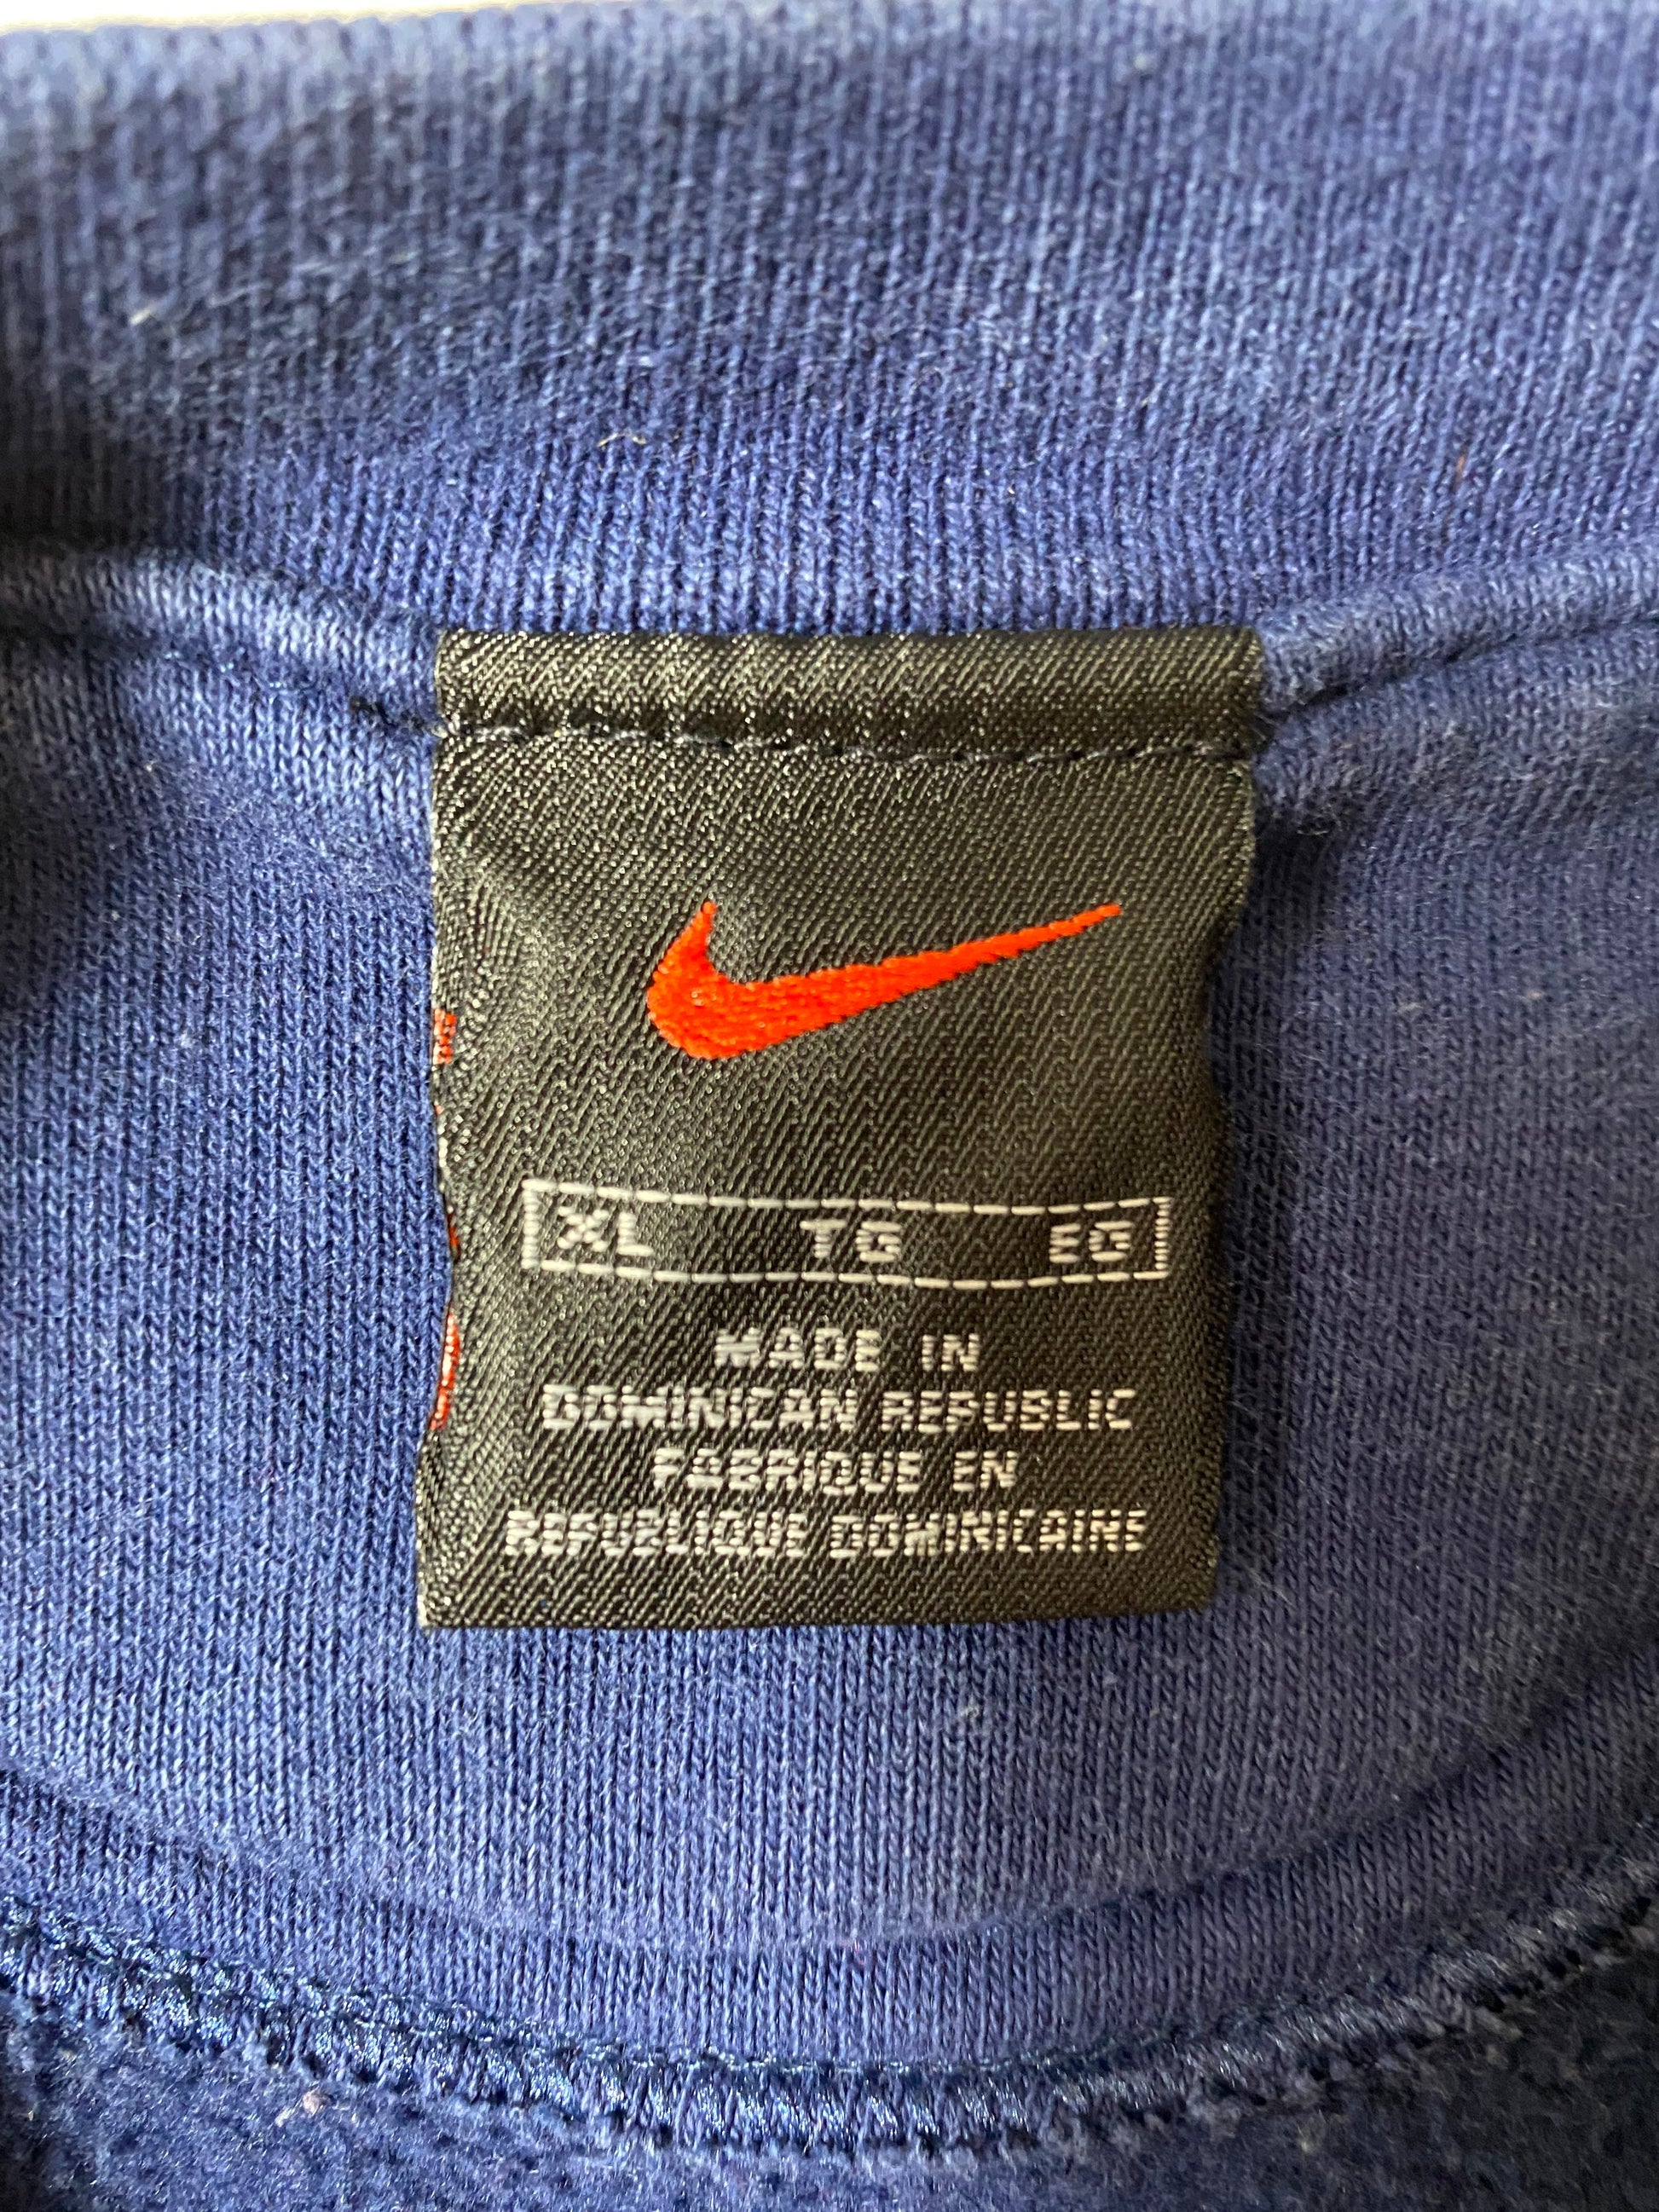 XL TG EG
MADE IN
DOMINICAN REPUBLIC
FABRIQUE EN
REPUBLIQUE DOMINICAINE